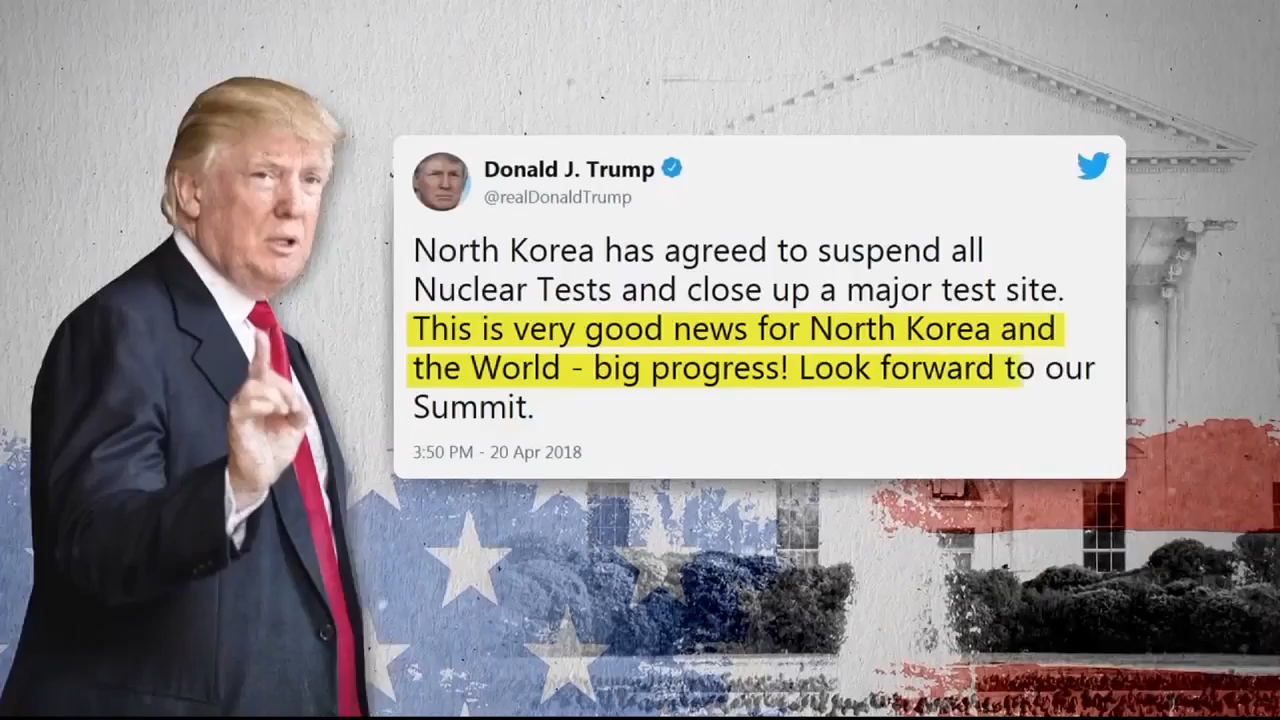 Donald J. Trump
@realDonaldTrump
North Korea has agreed to suspend all
Nuclear Tests and close up a major test site.
This is very good news for North Korea and
the World - big progress! Look forward to our
Summit.
3:50 PM - 20 Apr 2018